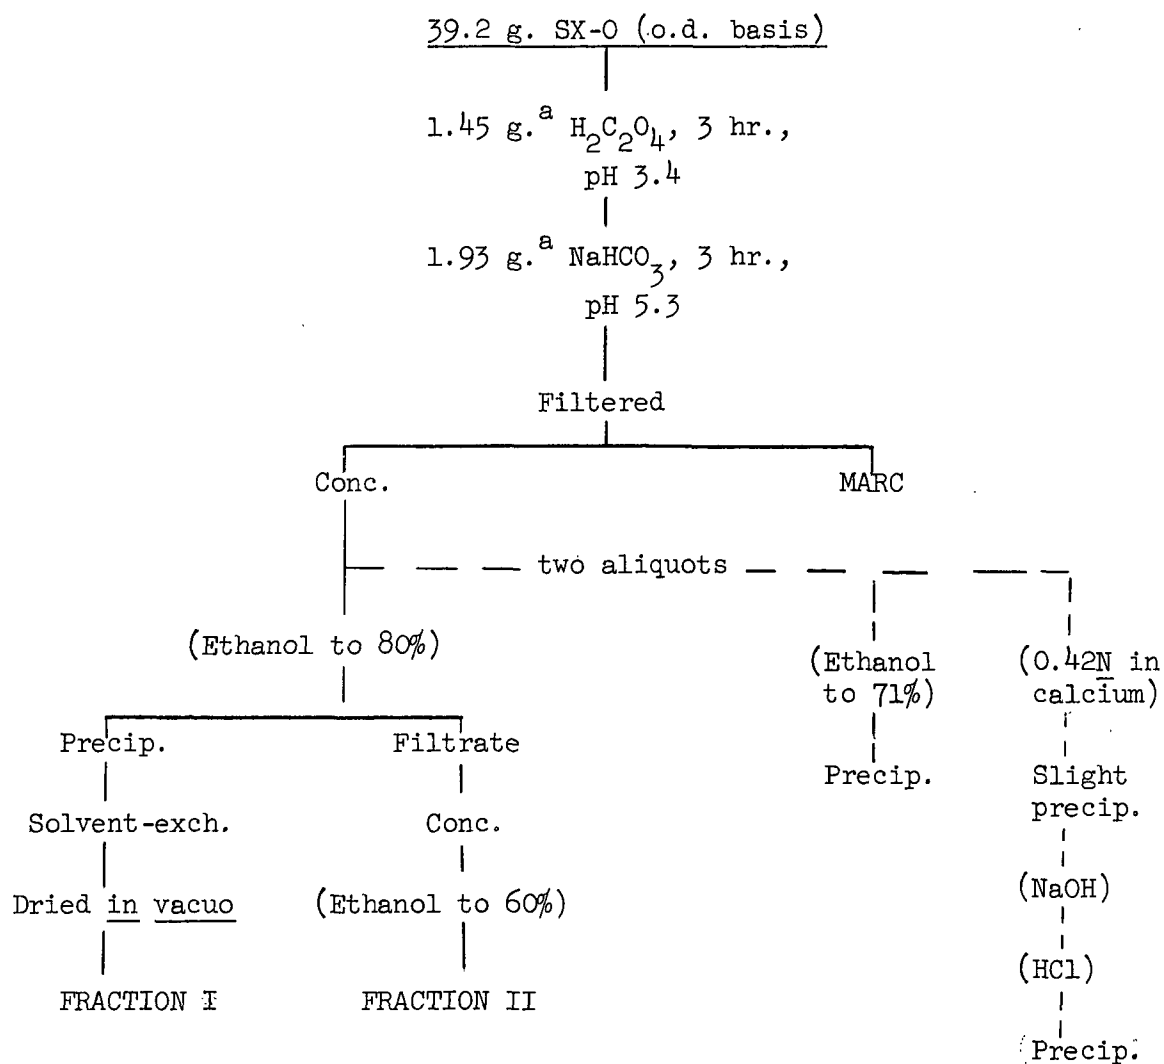 39.2 g. SX-O (o.d. basis)
1.45 g.ᵃ H₂C₂O₄, 3 hr.,
pH 3.4
1.93 g.ᵃ NaHCO₃, 3 hr.,
pH 5.3
Filtered
Conc.
MARC
two aliquots
(Ethanol to 80%)
(Ethanol
to 71%)
(0.42N in
calcium)
Precip.
Filtrate
Precip.
Slight
precip.
Solvent-exch.
Conc.
(NaOH)
Dried in vacuo
(Ethanol to 60%)
(HCl)
FRACTION I
FRACTION II
Precip.